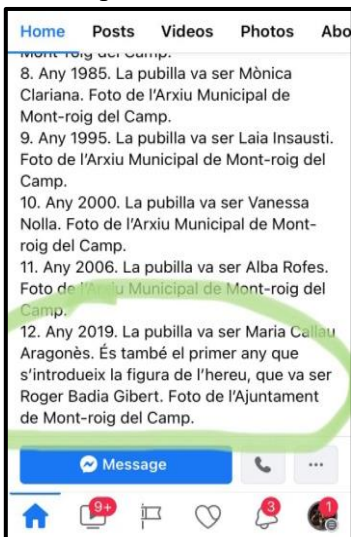 Home Posts Videos Photos Abo
Mont-roig del Camp.
8. Any 1985. La pubilla va ser Mònica
Clariana. Foto de l'Arxiu Municipal de
Mont-roig del Camp.
9. Any 1995. La pubilla va ser Laia Insausti.
Foto de l'Arxiu Municipal de Mont-roig del
Camp.
10. Any 2000. La pubilla va ser Vanessa
Nolla. Foto de l'Arxiu Municipal de Mont-
roig del Camp.
11. Any 2006. La pubilla va ser Alba Rofes.
Foto de l'Arxiu Municipal de Mont-roig del
Camp.
12. Any 2019. La pubilla va ser Maria Callau
Aragonès. És també el primer any que
s'introdueix la figura de l'hereu, que va ser
Roger Badia Gibert. Foto de l'Ajuntament
de Mont-roig del Camp.
Message
9+ 3 1